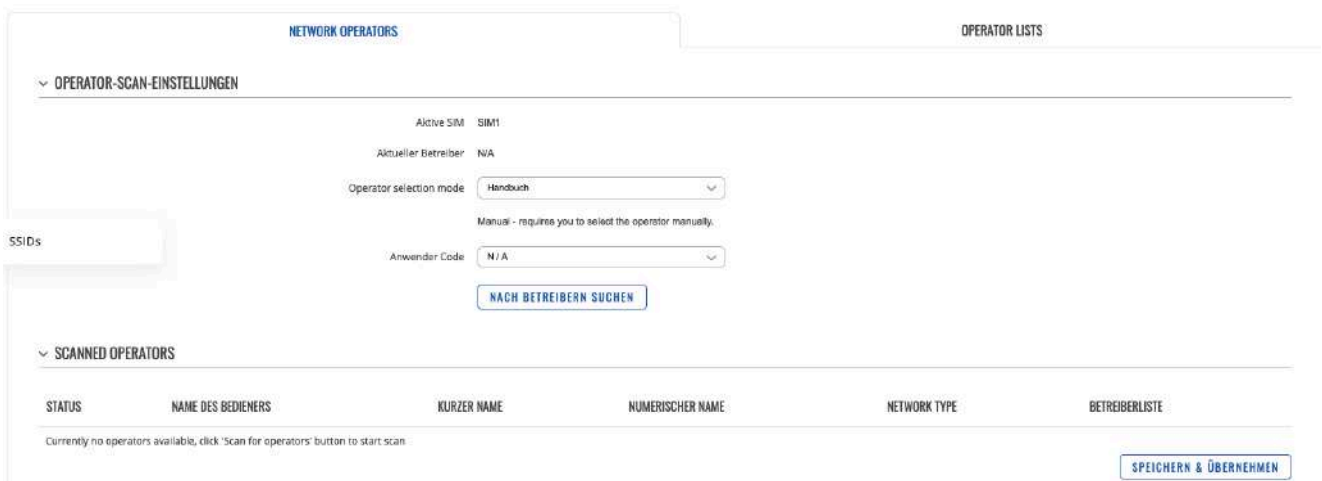 NETWORK OPERATORS
OPERATOR LISTS
OPERATOR-SCAN-EINSTELLUNGEN
Aktive SIM SIM1
Aktueller Betreiber N/A
Operator selection mode Handbuch
Manual - requires you to select the operator manually.
SSIDs
Anwender Code N / A
NACH BETREIBERN SUCHEN
SCANNED OPERATORS
STATUS NAME DES BEDIENERS KURZER NAME NUMERISCHER NAME NETWORK TYPE BETREIBERLISTE
Currently no operators available, click 'Scan for operators' button to start scan
SPEICHERN & ÜBERNEHMEN